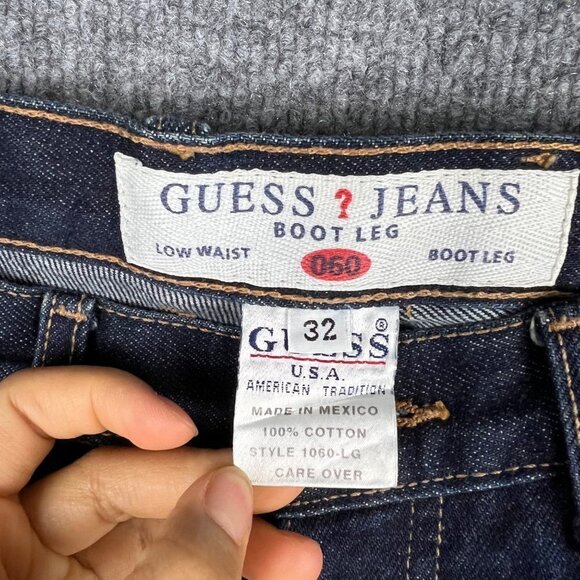 GUESS ? JEANS
BOOT LEG
LOW WAIST 060 BOOT LEG
32
GUESS®
U.S.A.
AMERICAN TRADITION
MADE IN MEXICO
100% COTTON
STYLE 1060-LG
CARE OVER